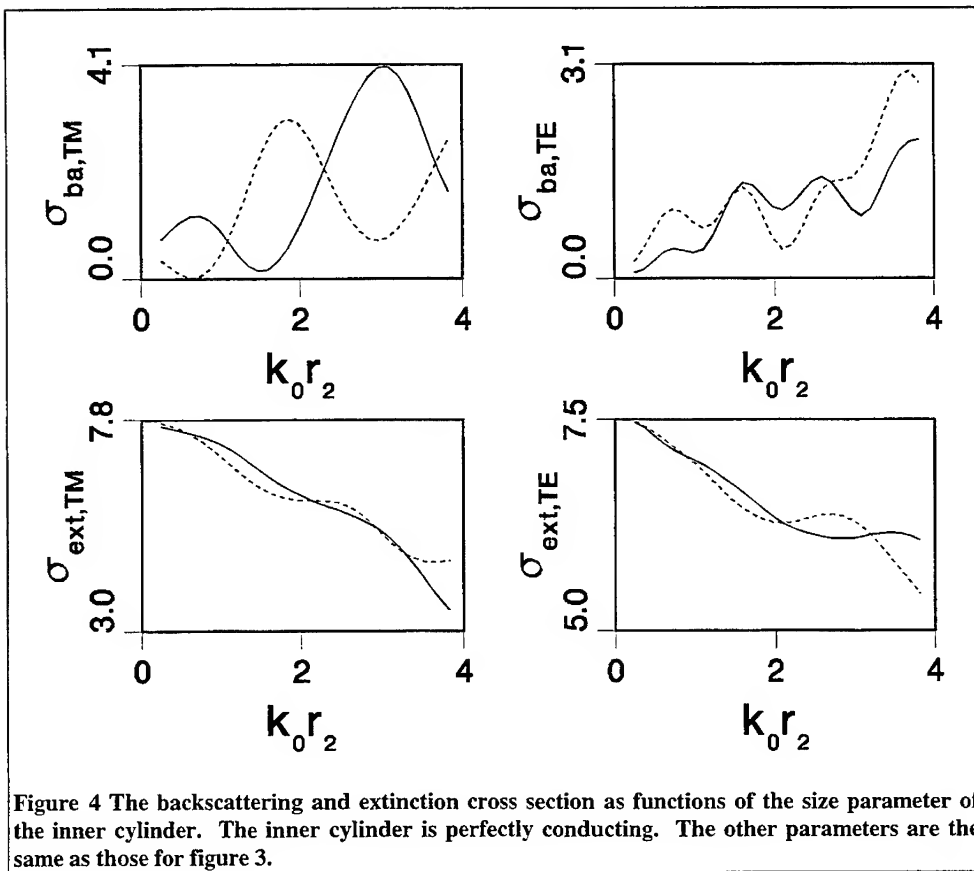 4.1
σba,TM
0.0
0 2 4
k0r2
3.1
σba,TE
0.0
0 2 4
k0r2
7.8
σext,TM
3.0
0 2 4
k0r2
7.5
σext,TE
5.0
0 2 4
k0r2
Figure 4 The backscattering and extinction cross section as functions of the size parameter of
the inner cylinder. The inner cylinder is perfectly conducting. The other parameters are the
same as those for figure 3.